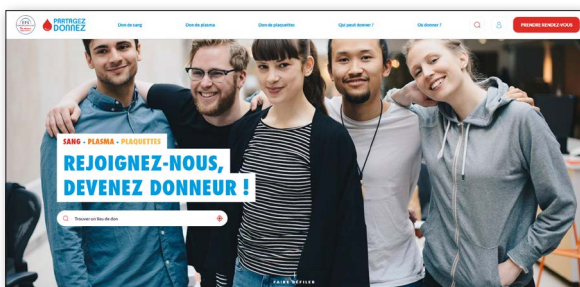 EFS
PARTAGEZ
DONNEZ
Don de sang
Don de plasma
Don de plaquettes
Qui peut donner ?
Où donner ?
PRENDRE RENDEZ-VOUS
SANG - PLASMA - PLAQUETTES
REJOIGNEZ-NOUS,
DEVENEZ DONNEUR !
Trouver un lieu de don
FAIRE DÉFILER